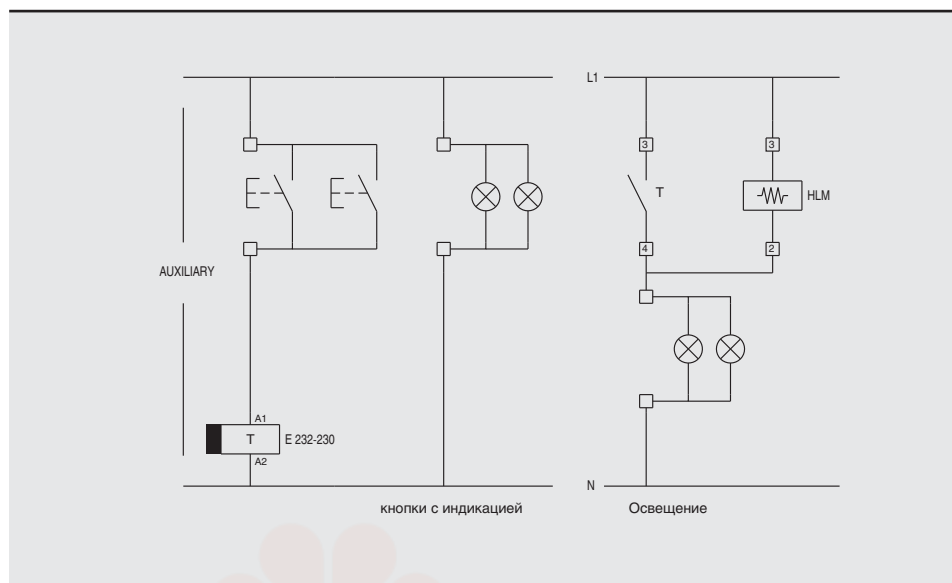 L1
3
3
T
HLM
4
2
AUXILIARY
A1
T
E 232-230
A2
N
кнопки с индикацией
Освещение